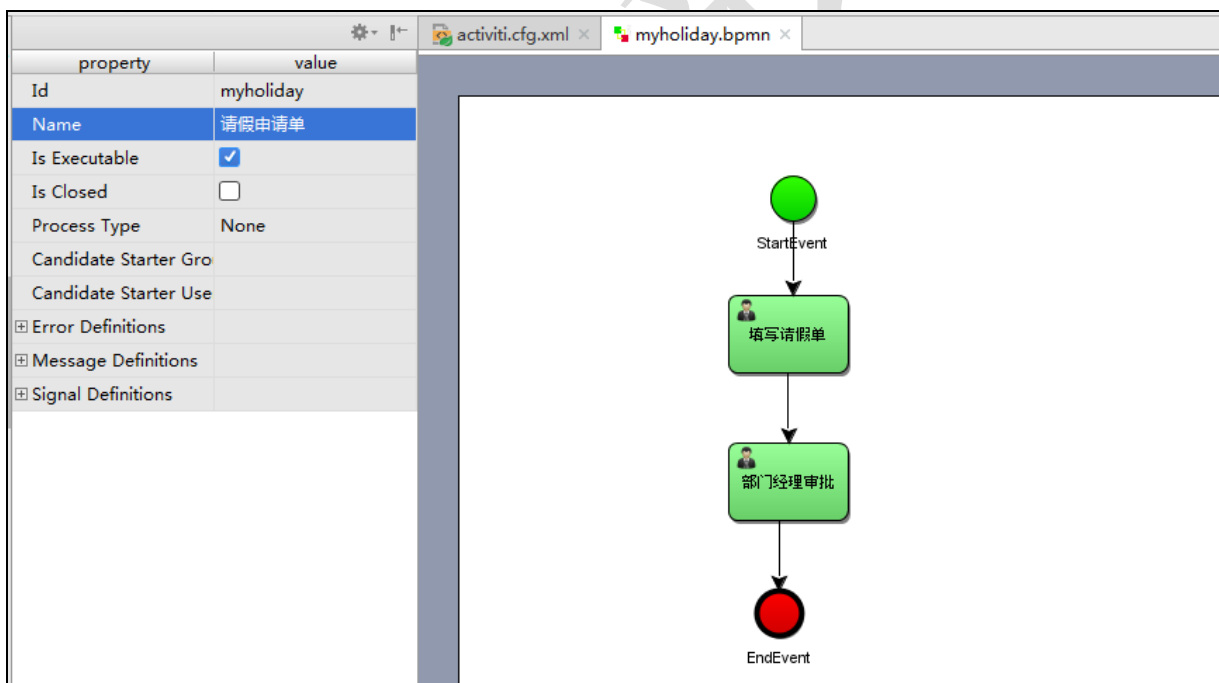 activiti.cfg.xml
myholiday.bpmn
property value
Id myholiday
Name 请假申请单
Is Executable
Is Closed
Process Type None
Candidate Starter Gro
Candidate Starter Use
Error Definitions
Message Definitions
Signal Definitions
StartEvent
填写请假单
部门经理审批
EndEvent